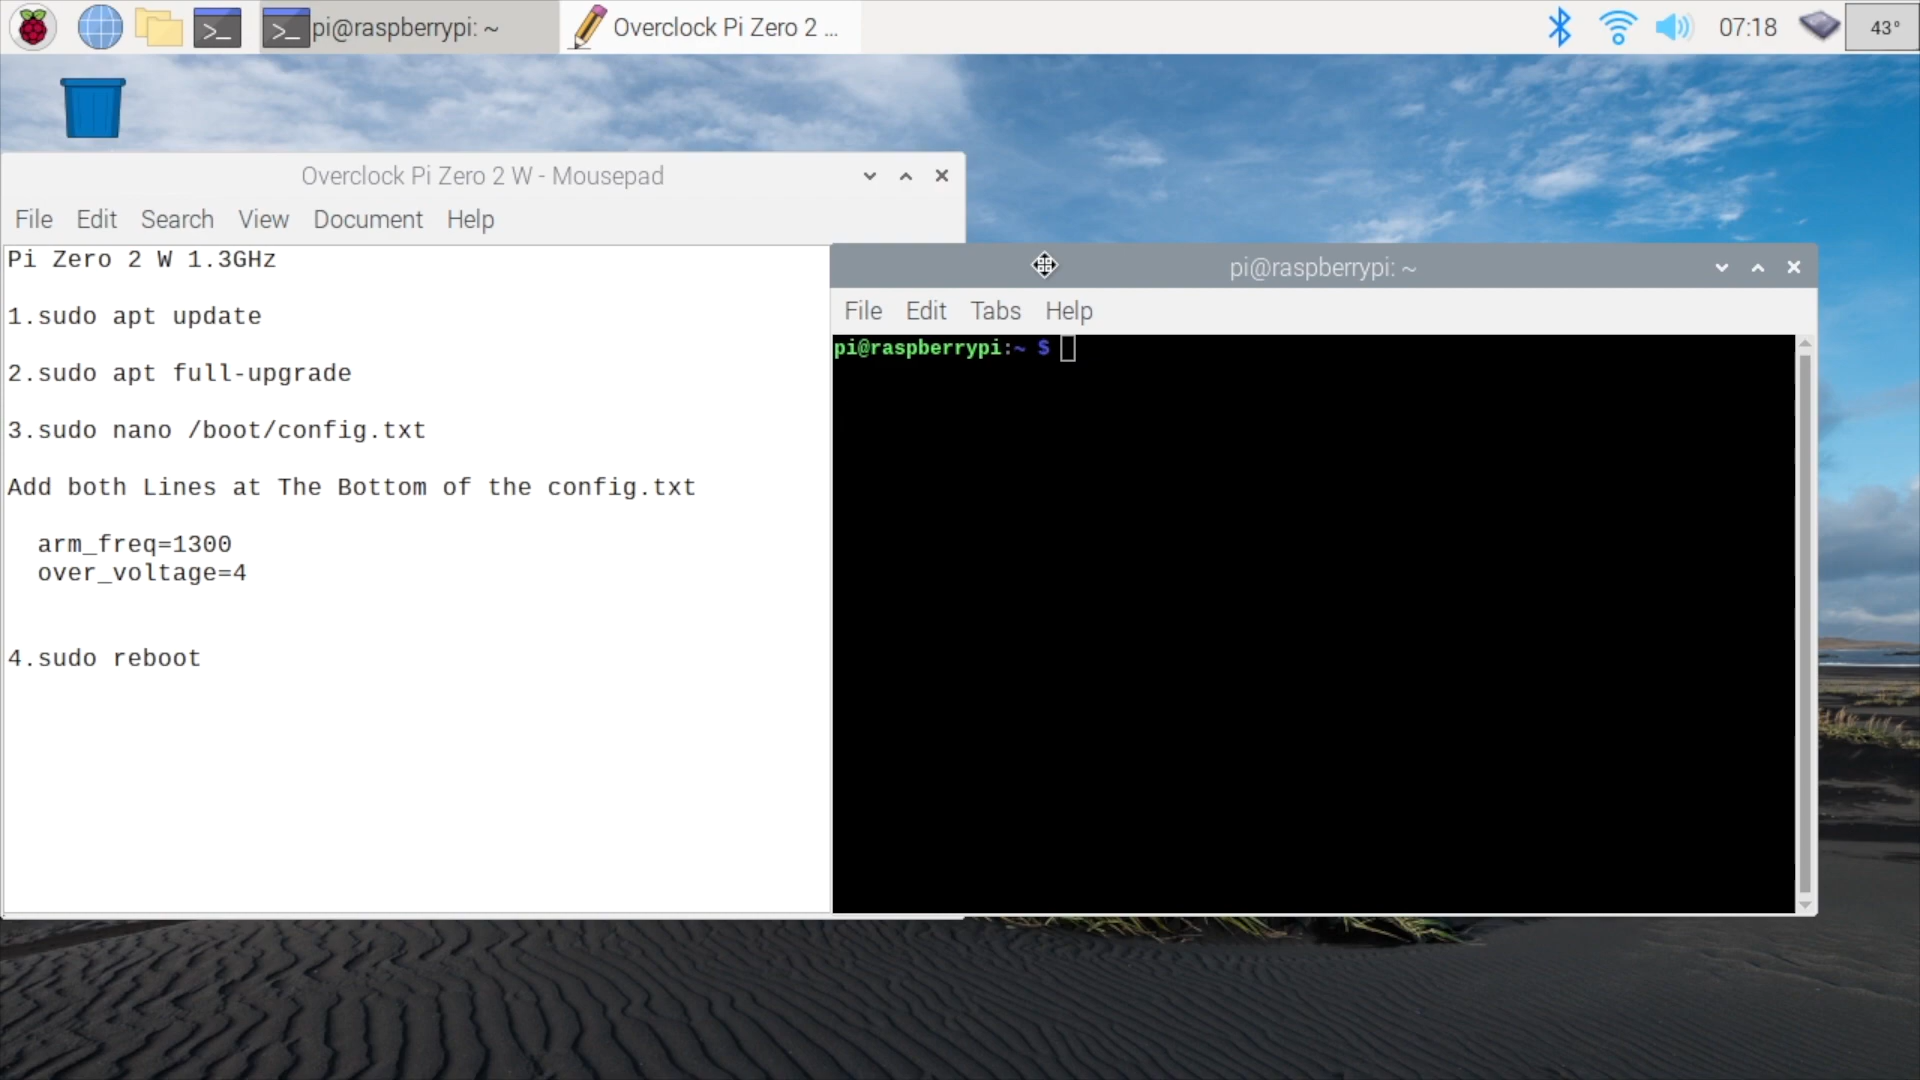 pi@raspberrypi: ~
Overclock Pi Zero 2 ...
07:18
43°
Overclock Pi Zero 2 W - Mousepad
File Edit Search View Document Help
Pi Zero 2 W 1.3GHz
1.sudo apt update
2.sudo apt full-upgrade
3.sudo nano /boot/config.txt
Add both Lines at The Bottom of the config.txt
arm_freq=1300
over_voltage=4
4.sudo reboot
pi@raspberrypi: ~
File Edit Tabs Help
pi@raspberrypi:~ $